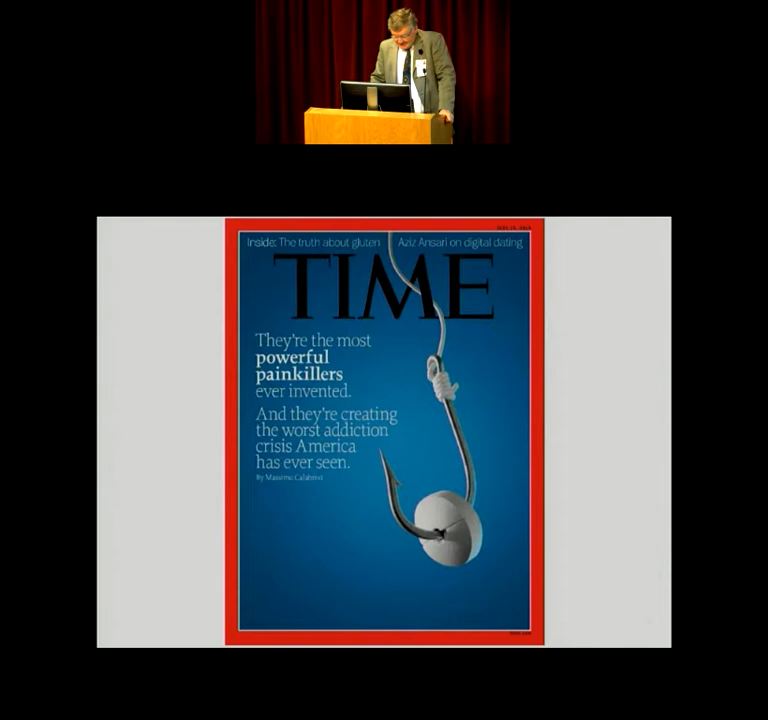 Inside: The truth about gluten Aziz Ansari on digital dating
TIME
They're the most
powerful
painkillers
ever invented.
And they're creating
the worst addiction
crisis America
has ever seen.
By Massimo Calabresi